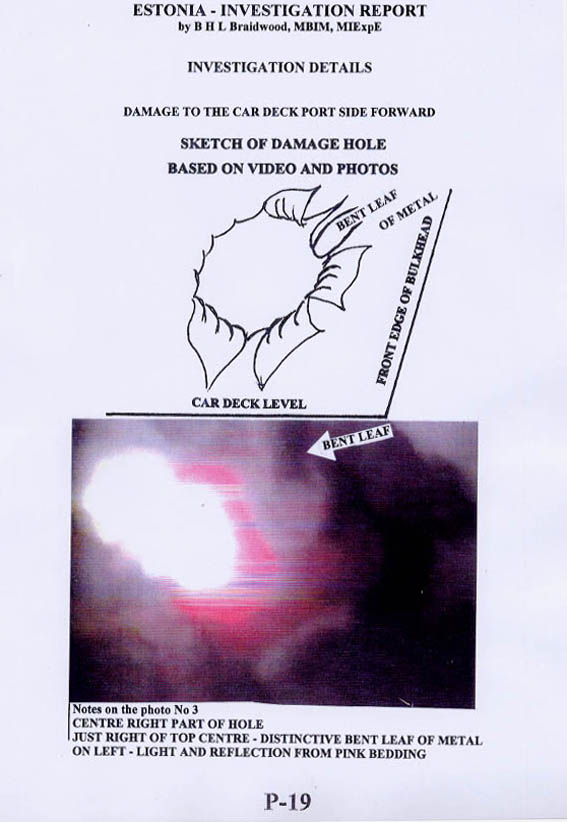 ESTONIA - INVESTIGATION REPORT
by B H L Braidwood, MBIM, MIExpE
INVESTIGATION DETAILS
DAMAGE TO THE CAR DECK PORT SIDE FORWARD
SKETCH OF DAMAGE HOLE
BASED ON VIDEO AND PHOTOS
BENT LEAF
OF METAL
FRONT EDGE OF BULKHEAD
CAR DECK LEVEL
BENT LEAF
Notes on the photo No 3
CENTRE RIGHT PART OF HOLE
JUST RIGHT OF TOP CENTRE - DISTINCTIVE BENT LEAF OF METAL
ON LEFT - LIGHT AND REFLECTION FROM PINK BEDDING
P-19